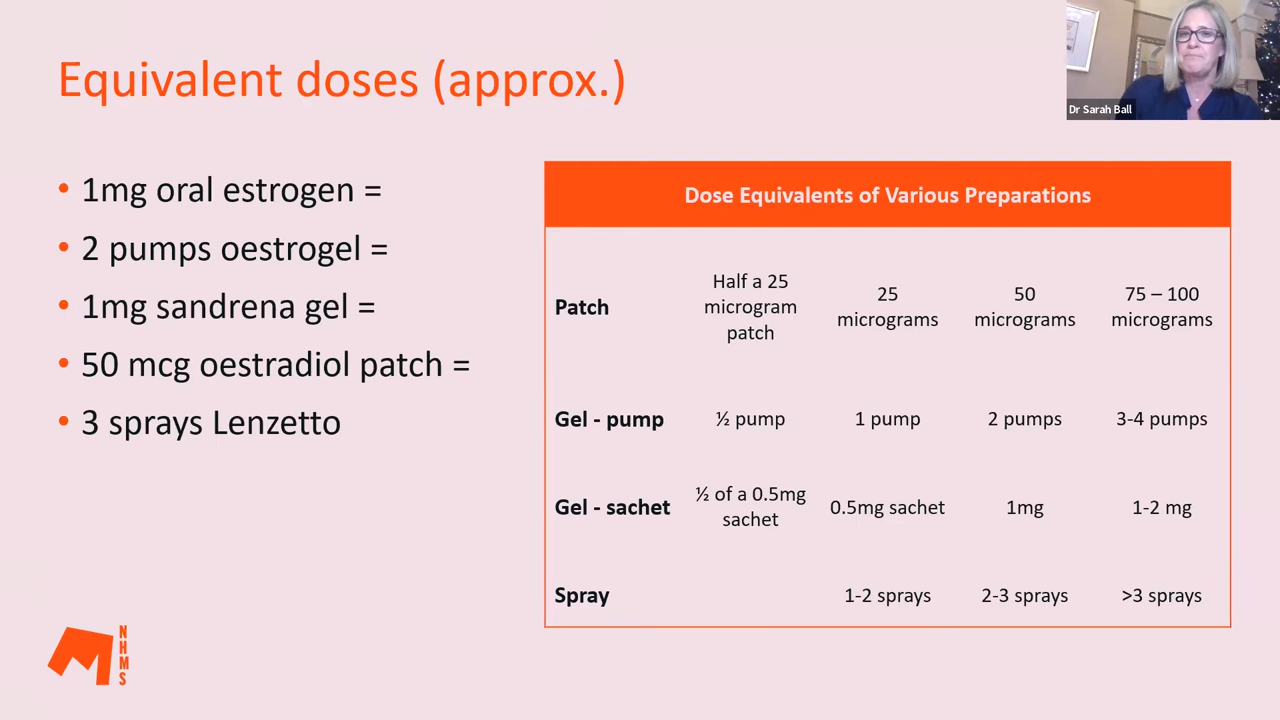 Equivalent doses (approx.)
Dr Sarah Ball
• 1mg oral estrogen =
• 2 pumps oestrogel =
• 1mg sandrena gel =
• 50 mcg oestradiol patch =
• 3 sprays Lenzetto
Dose Equivalents of Various Preparations
Patch
Half a 25
microgram
patch
25
micrograms
50
micrograms
75 – 100
micrograms
Gel - pump
½ pump
1 pump
2 pumps
3-4 pumps
Gel - sachet
½ of a 0.5mg
sachet
0.5mg sachet
1mg
1-2 mg
Spray
1-2 sprays
2-3 sprays
>3 sprays
NHMS